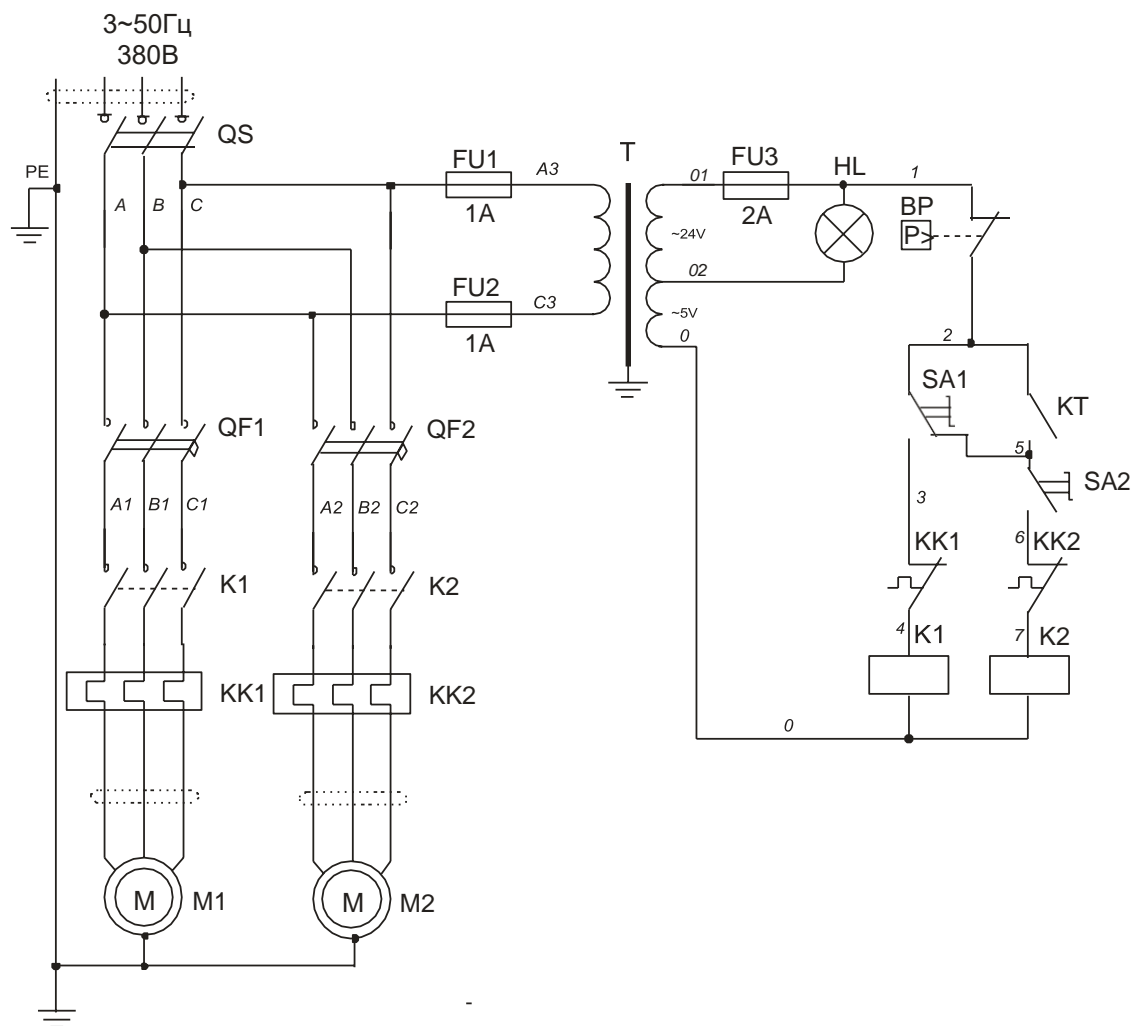 3~50Гц
380В
QS
PE
A
B
C
FU1
1A
A3
T
01
FU3
2A
HL
1
BP
P>
~24V
02
FU2
1A
C3
~5V
0
2
SA1
KT
QF1
QF2
5
SA2
A1
B1
C1
A2
B2
C2
3
KK1
6
KK2
K1
K2
4
K1
7
K2
KK1
KK2
0
M
M1
M
M2
-